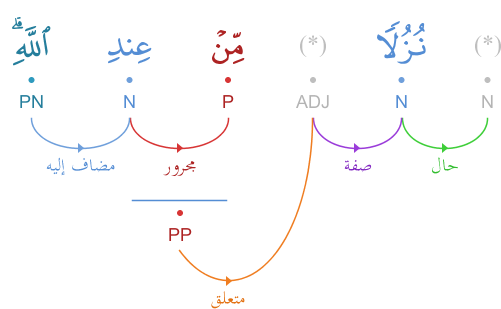 (*) نُزُلًا (*) مِّنْ عِندِ ٱللَّهِ ۗ
N N ADJ P N PN
حال صفة مجرور مضاف إليه
PP
متعلق